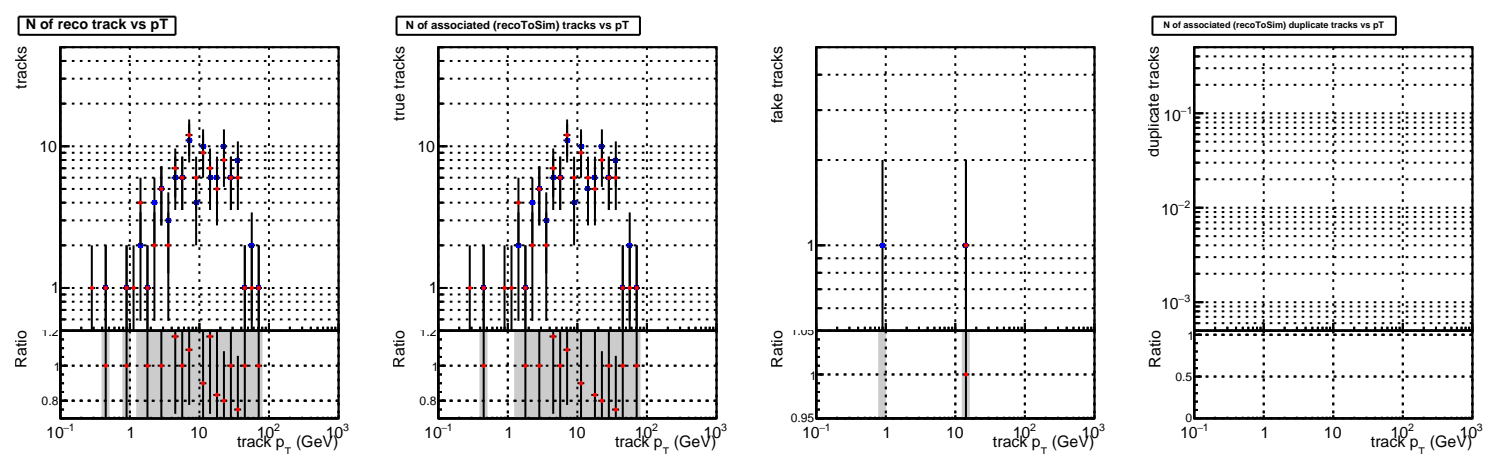 N of reco track vs pT
tracks
10
1
Ratio
1.2
1
0.8
10⁻¹ 1 10 10² 10³
track p_T (GeV)
N of associated (recoToSim) tracks vs pT
true tracks
10
1
Ratio
1.2
1
0.8
10⁻¹ 1 10 10² 10³
track p_T (GeV)
fake tracks
1
Ratio
1.05
1
0.95
10⁻¹ 1 10 10² 10³
track p_T (GeV)
N of associated (recoToSim) duplicate tracks vs pT
duplicate tracks
10⁻¹
10⁻²
10⁻³
Ratio
1
0.5
0
10⁻¹ 1 10 10² 10³
track p_T (GeV)